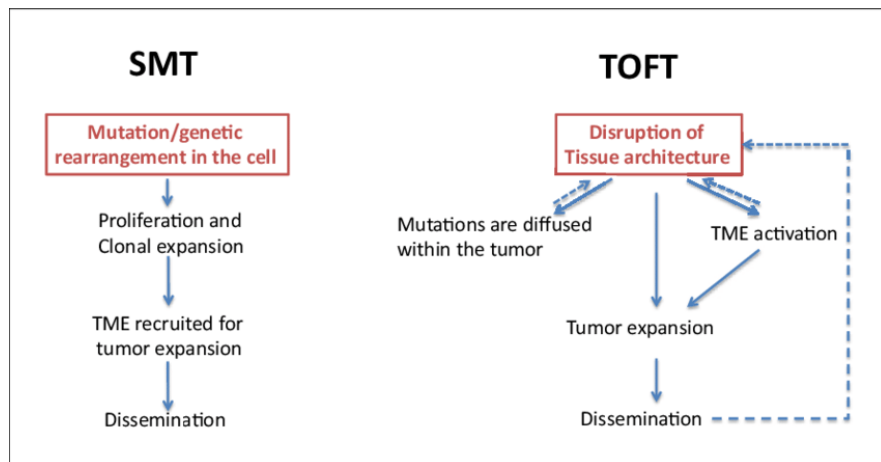 SMT
Mutation/genetic
rearrangement in the cell
Proliferation and
Clonal expansion
TME recruited for
tumor expansion
Dissemination
TOFT
Disruption of
Tissue architecture
Mutations are diffused
within the tumor
TME activation
Tumor expansion
Dissemination